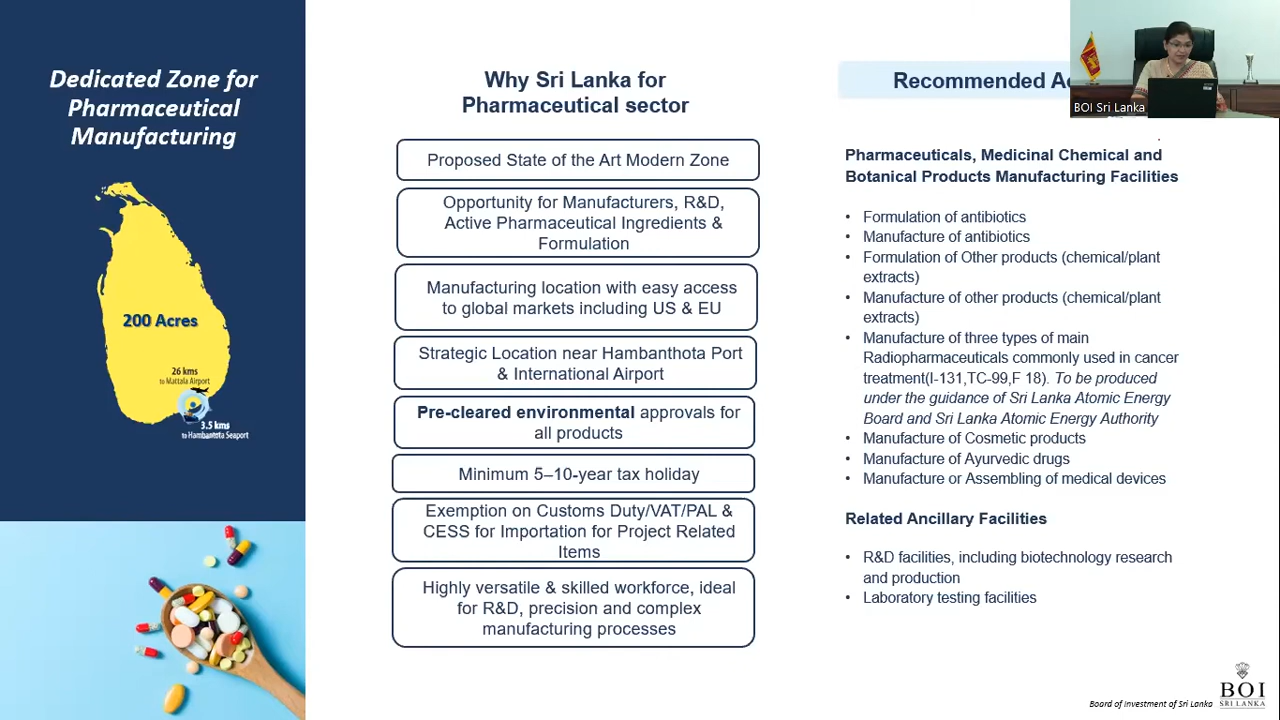 Dedicated Zone for
Pharmaceutical
Manufacturing
200 Acres
26 kms
to Mattala Airport
3.5 kms
to Hambantota Seaport
Why Sri Lanka for
Pharmaceutical sector
Proposed State of the Art Modern Zone
Opportunity for Manufacturers, R&D,
Active Pharmaceutical Ingredients &
Formulation
Manufacturing location with easy access
to global markets including US & EU
Strategic Location near Hambanthota Port
& International Airport
Pre-cleared environmental approvals for
all products
Minimum 5–10-year tax holiday
Exemption on Customs Duty/VAT/PAL &
CESS for Importation for Project Related
Items
Highly versatile & skilled workforce, ideal
for R&D, precision and complex
manufacturing processes
Recommended
BOI Sri Lanka
Pharmaceuticals, Medicinal Chemical and
Botanical Products Manufacturing Facilities
• Formulation of antibiotics
• Manufacture of antibiotics
• Formulation of Other products (chemical/plant
extracts)
• Manufacture of other products (chemical/plant
extracts)
• Manufacture of three types of main
Radiopharmaceuticals commonly used in cancer
treatment(I-131,TC-99,F 18). To be produced
under the guidance of Sri Lanka Atomic Energy
Board and Sri Lanka Atomic Energy Authority
• Manufacture of Cosmetic products
• Manufacture of Ayurvedic drugs
• Manufacture or Assembling of medical devices
Related Ancillary Facilities
• R&D facilities, including biotechnology research
and production
• Laboratory testing facilities
Board of Investment of Sri Lanka
BOI
SRI LANKA